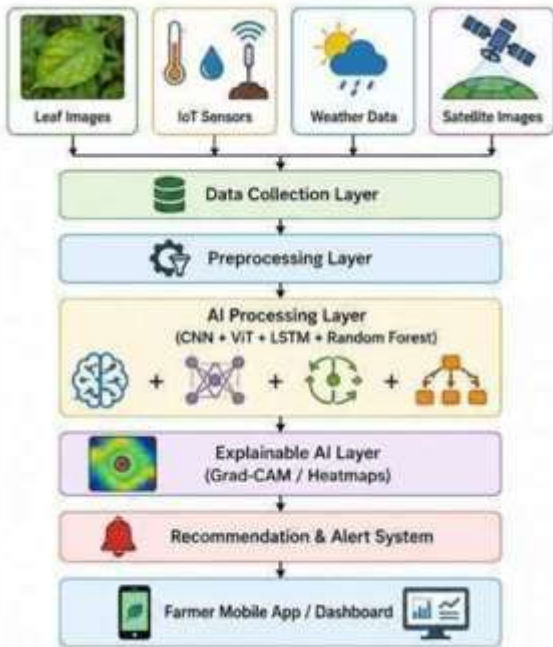 Leaf Images
IoT Sensors
Weather Data
Satellite Images
Data Collection Layer
Preprocessing Layer
AI Processing Layer
(CNN + ViT + LSTM + Random Forest)
+ + +
Explainable AI Layer
(Grad-CAM / Heatmaps)
Recommendation & Alert System
Farmer Mobile App / Dashboard